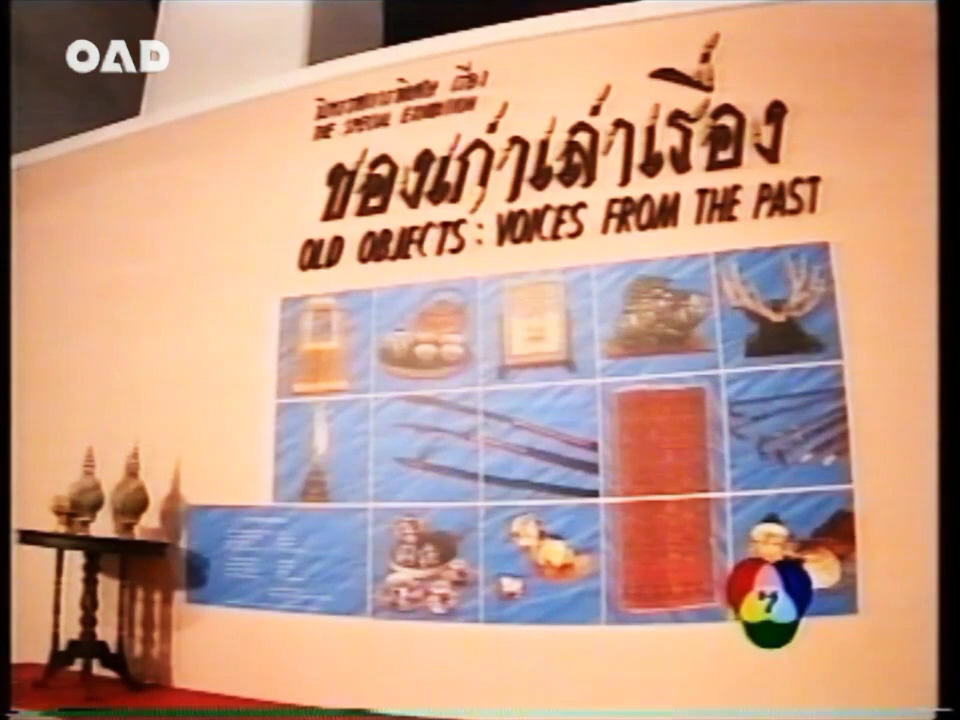 OAD
นิทรรศการพิเศษ เรื่อง
THE SPECIAL EXHIBITION
ของเก่าเล่าเรื่อง
OLD OBJECTS : VOICES FROM THE PAST
7